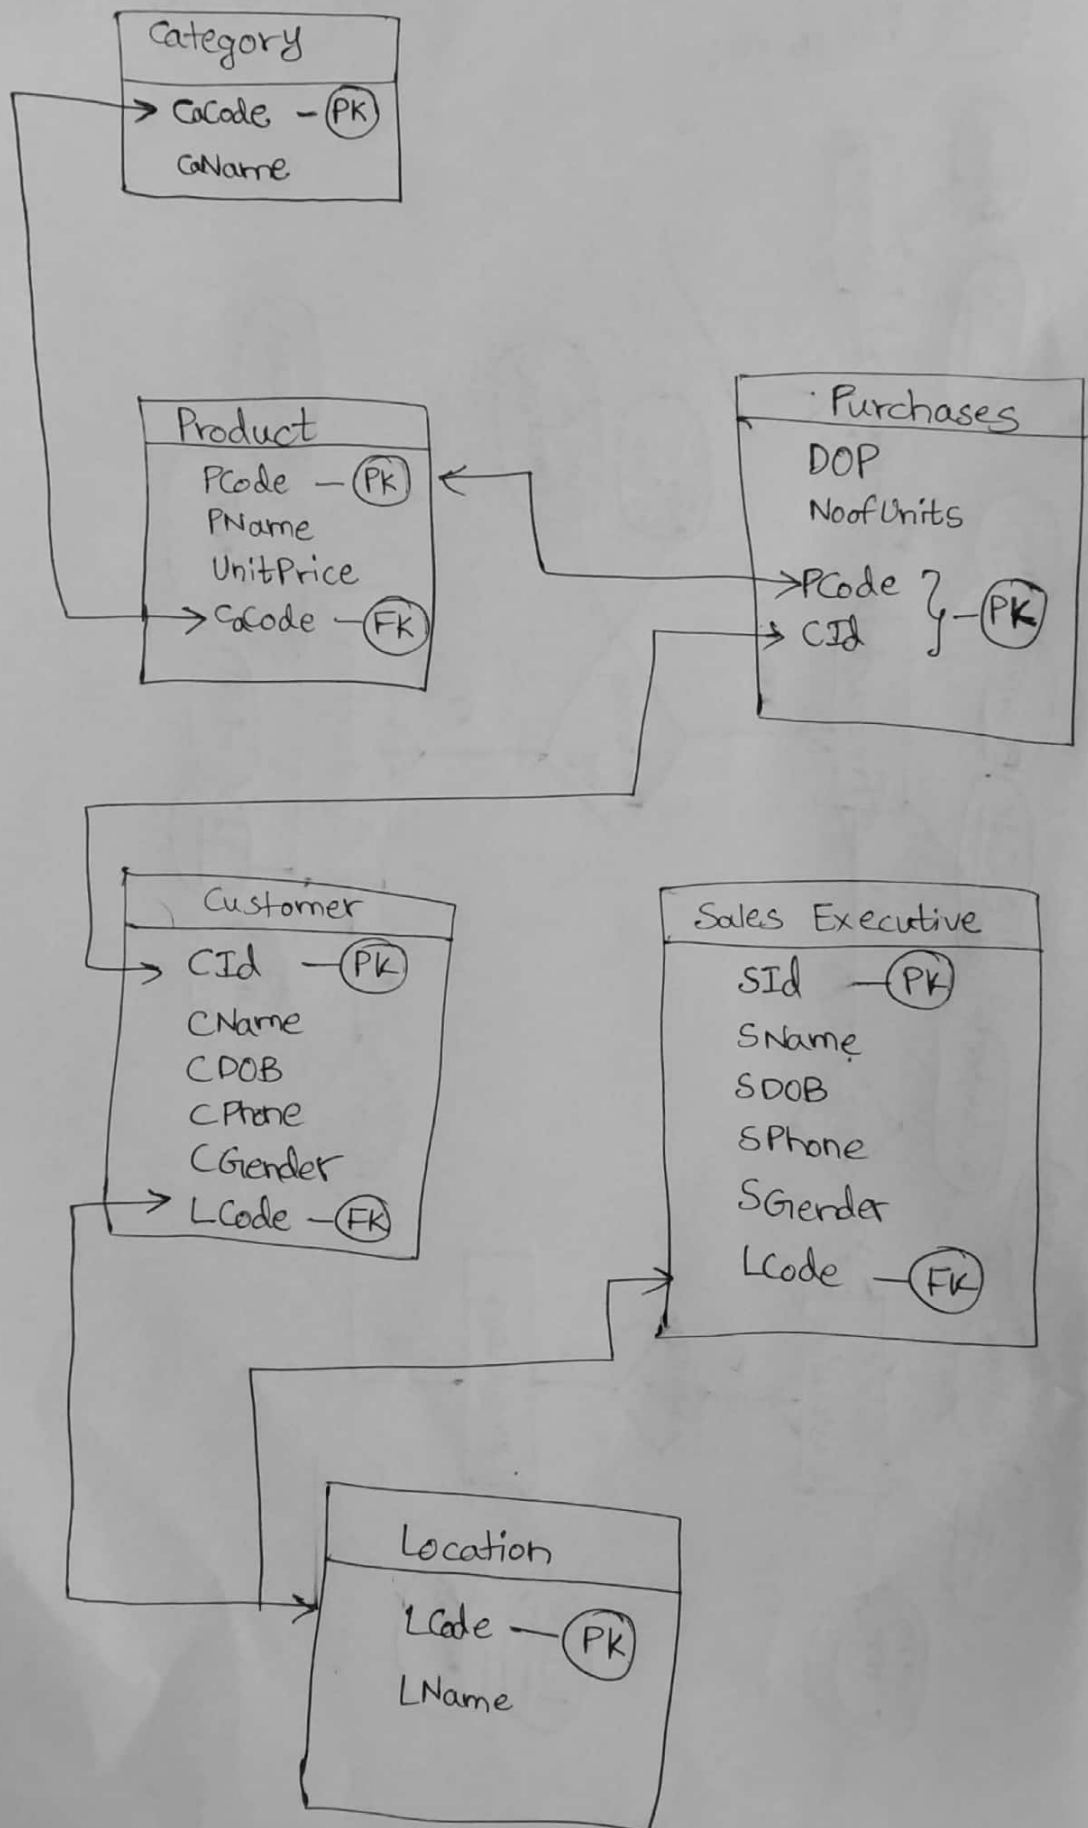 Category
CaCode - PK
CaName
Product
PCode - PK
PName
UnitPrice
CaCode - FK
Purchases
DOP
NoofUnits
PCode } - PK
CId
Customer
CId - PK
CName
CDOB
CPhone
CGender
LCode - FK
Sales Executive
SId - PK
SName
SDOB
SPhone
SGender
LCode - FK
Location
LCode - PK
LName